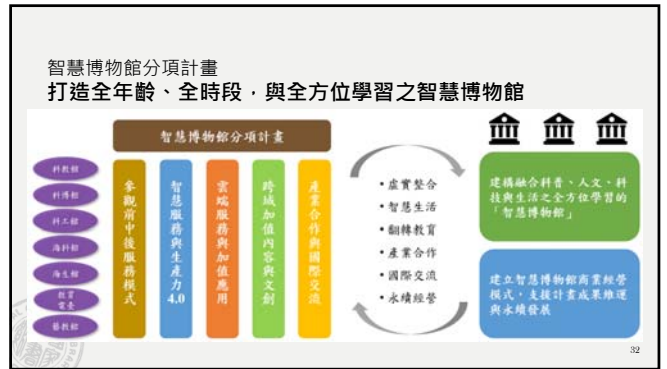 智慧博物館分項計畫
打造全年齡、全時段，與全方位學習之智慧博物館
智慧博物館分項計畫
科教館
科博館
科工館
海科館
海生館
教育
電臺
藝教館
參觀前中後服務模式
智慧服務與生產力4.0
雲端服務與加值應用
跨域加值內容與文創
產業合作與國際交流
•虛實整合
•智慧生活
•翻轉教育
•產業合作
•國際交流
•永續經營
建構融合科普、人文、科
技與生活之全方位學習的
「智慧博物館」
建立智慧博物館商業經營
模式，支援計畫成果維運
與永續發展
32